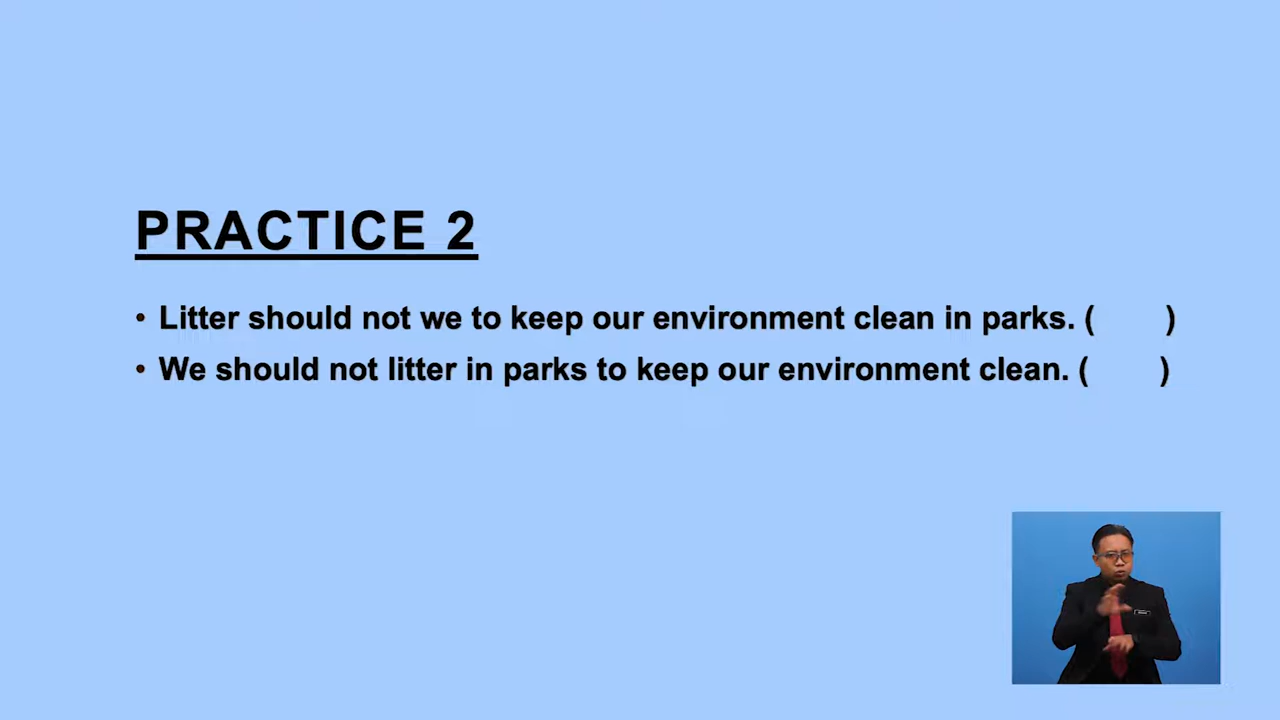 PRACTICE 2
• Litter should not we to keep our environment clean in parks. ( )
• We should not litter in parks to keep our environment clean. ( )